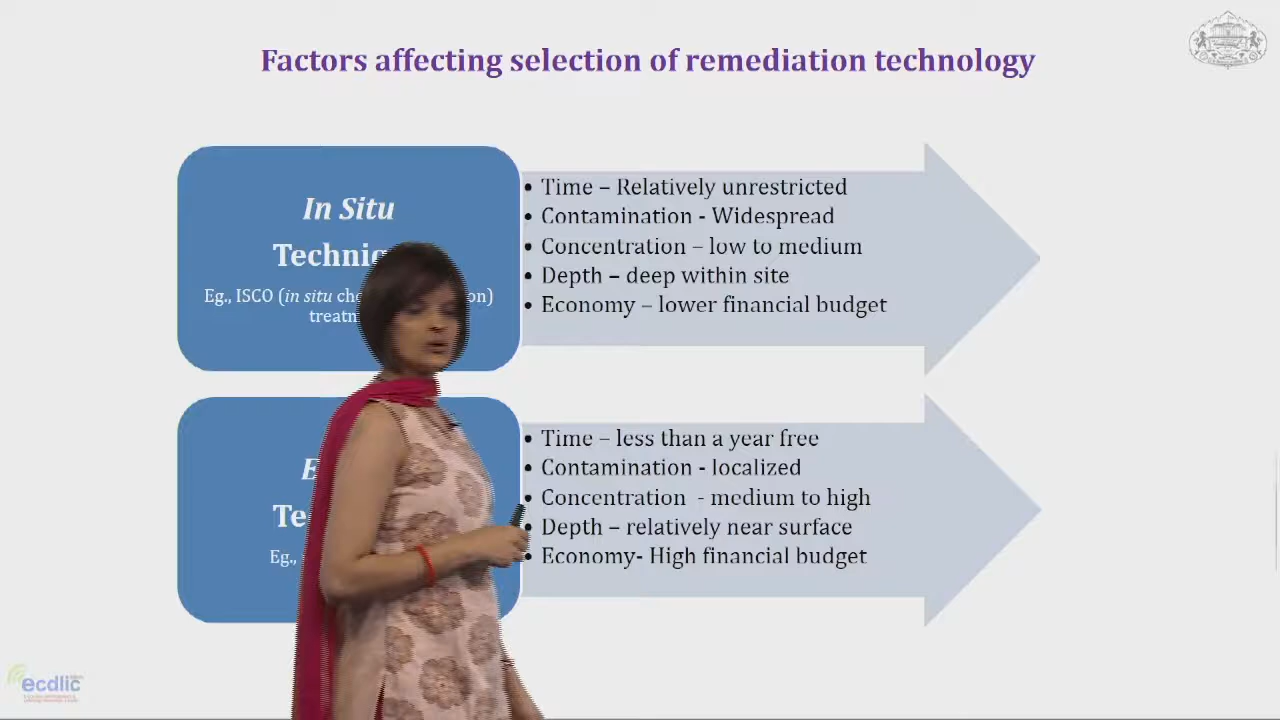 Factors affecting selection of remediation technology
In Situ
Eg., ISCO (in situ
• Time – Relatively unrestricted
• Contamination - Widespread
• Concentration – low to medium
• Depth – deep within site
• Economy – lower financial budget
Eg.,
• Time – less than a year free
• Contamination - localized
• Concentration - medium to high
• Depth – relatively near surface
• Economy- High financial budget
ecdlic